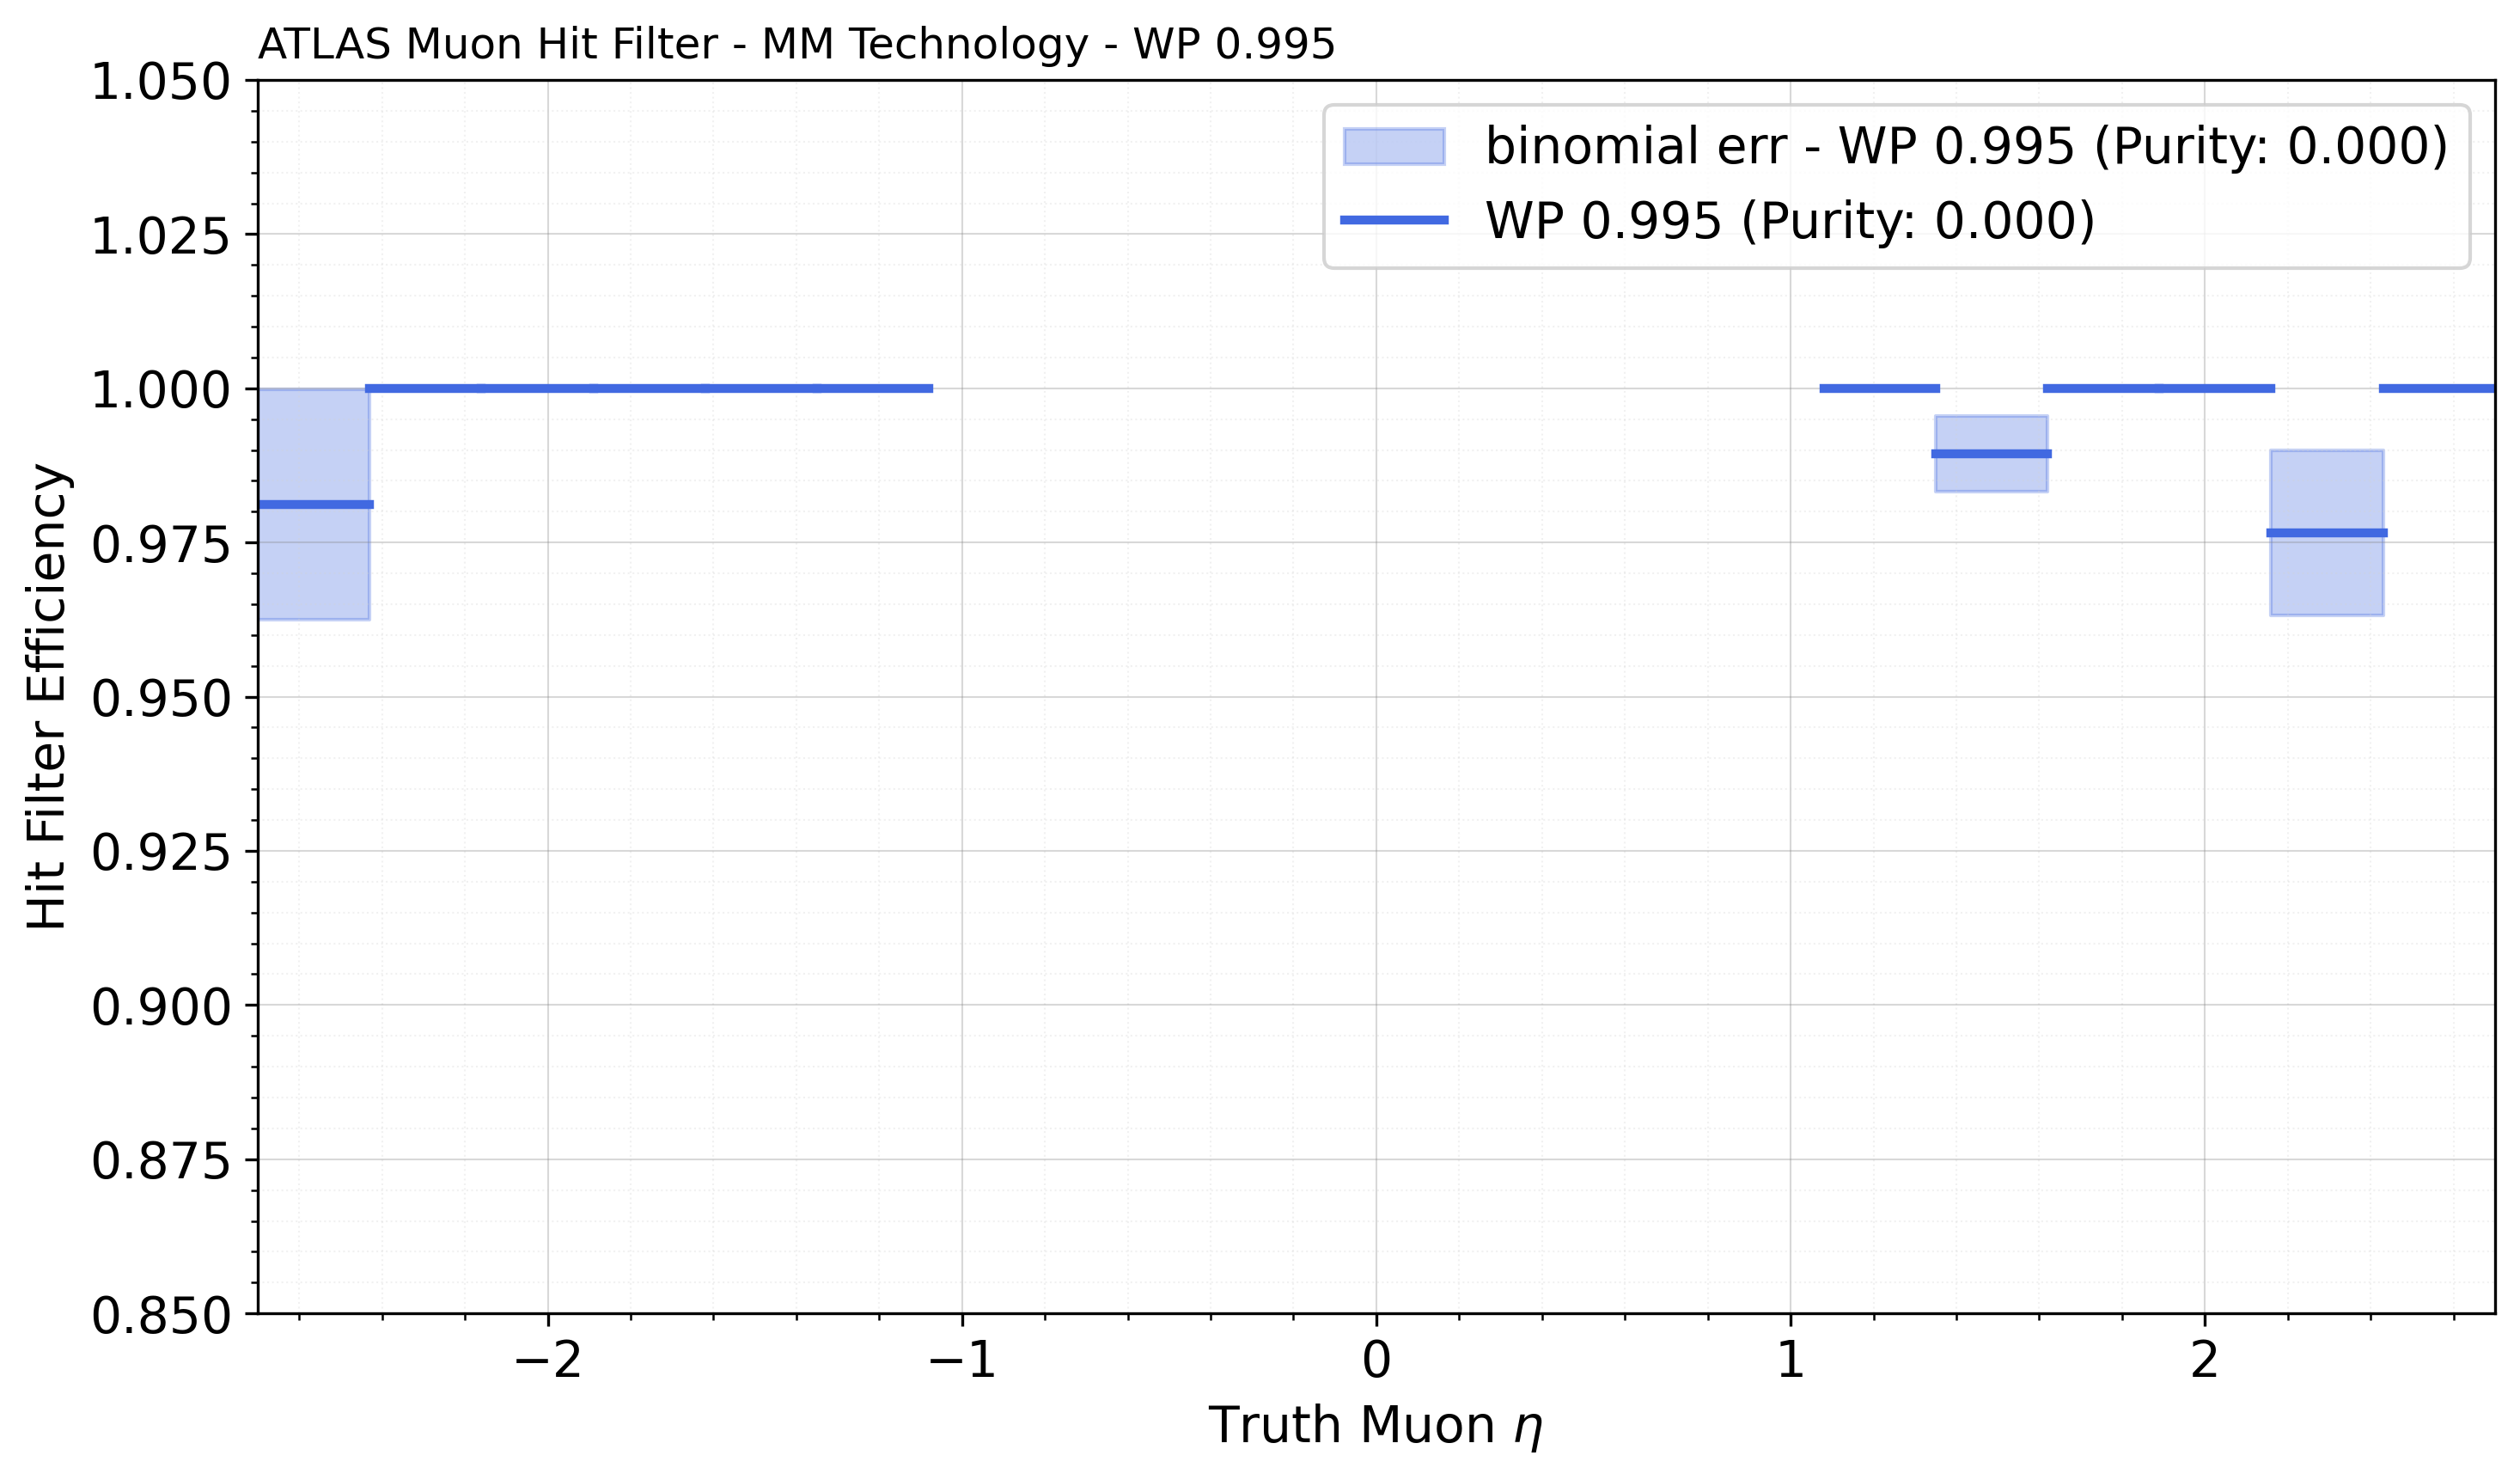 ATLAS Muon Hit Filter - MM Technology - WP 0.995
1.050
1.025
1.000
0.975
0.950
0.925
0.900
0.875
0.850
Hit Filter Efficiency
binomial err - WP 0.995 (Purity: 0.000)
WP 0.995 (Purity: 0.000)
−2 −1 0 1 2
Truth Muon η